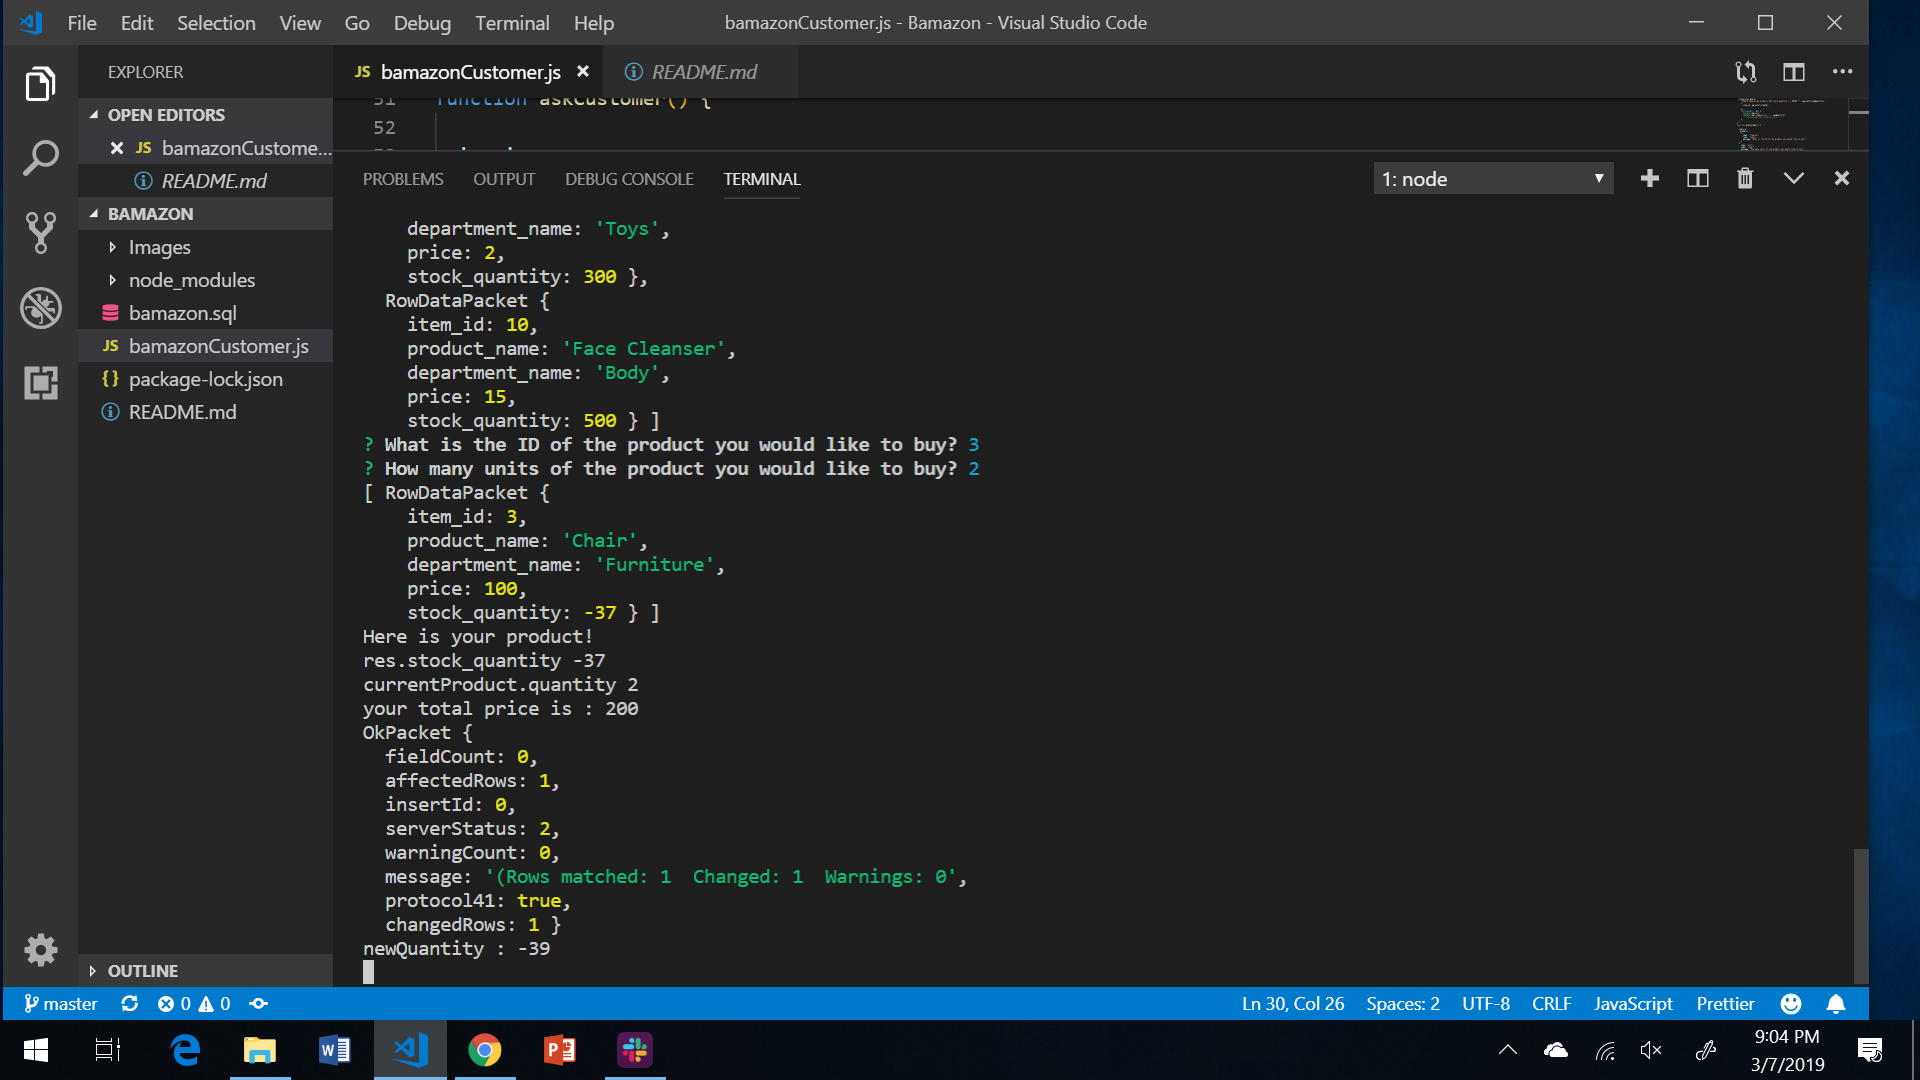 File Edit Selection View Go Debug Terminal Help
bamazonCustomer.js - Bamazon - Visual Studio Code
EXPLORER
JS bamazonCustomer.js
README.md
OPEN EDITORS
JS bamazonCustome...
README.md
BAMAZON
Images
node_modules
bamazon.sql
JS bamazonCustomer.js
{} package-lock.json
README.md
OUTLINE
51 function askCustomer() {
52
PROBLEMS OUTPUT DEBUG CONSOLE TERMINAL
1: node
department_name: 'Toys',
price: 2,
stock_quantity: 300 },
RowDataPacket {
item_id: 10,
product_name: 'Face Cleanser',
department_name: 'Body',
price: 15,
stock_quantity: 500 } ]
? What is the ID of the product you would like to buy? 3
? How many units of the product you would like to buy? 2
[ RowDataPacket {
item_id: 3,
product_name: 'Chair',
department_name: 'Furniture',
price: 100,
stock_quantity: -37 } ]
Here is your product!
res.stock_quantity -37
currentProduct.quantity 2
your total price is : 200
OkPacket {
fieldCount: 0,
affectedRows: 1,
insertId: 0,
serverStatus: 2,
warningCount: 0,
message: '(Rows matched: 1  Changed: 1  Warnings: 0',
protocol41: true,
changedRows: 1 }
newQuantity : -39
master 0 0
Ln 30, Col 26 Spaces: 2 UTF-8 CRLF JavaScript Prettier
9:04 PM
3/7/2019